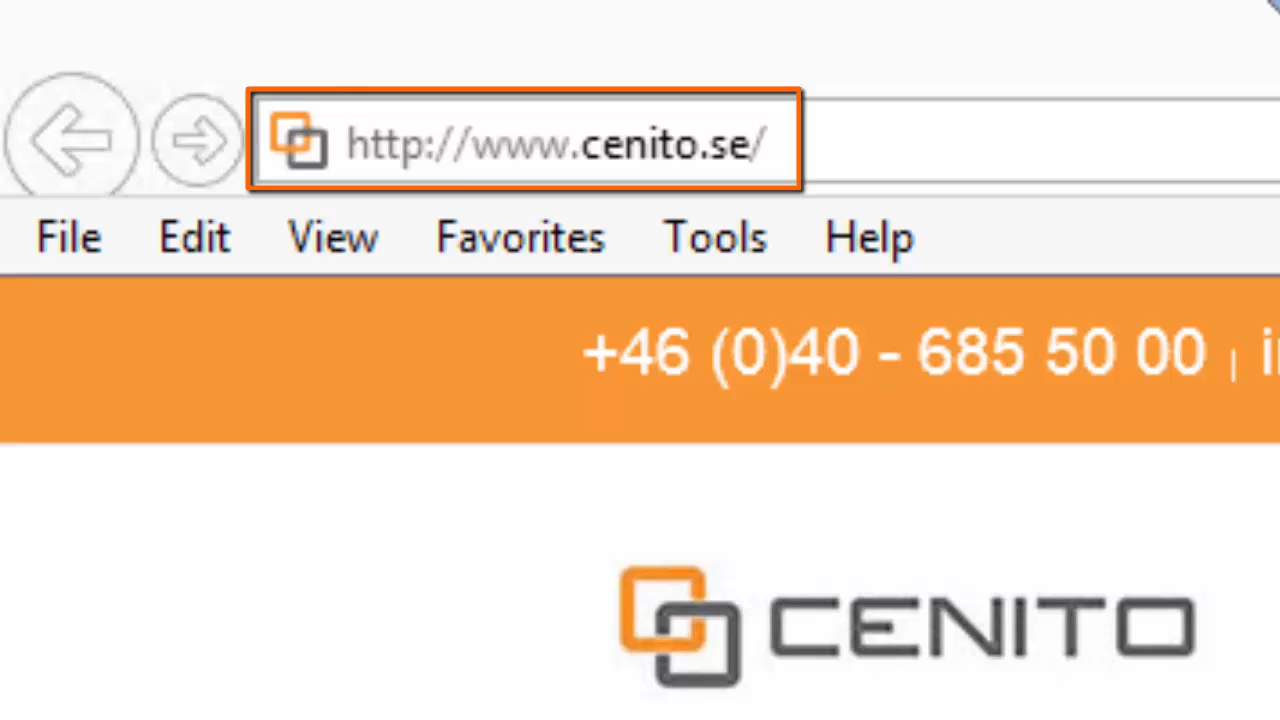 http://www.cenito.se/
File Edit View Favorites Tools Help
+46 (0)40 - 685 50 00 |
CENITO